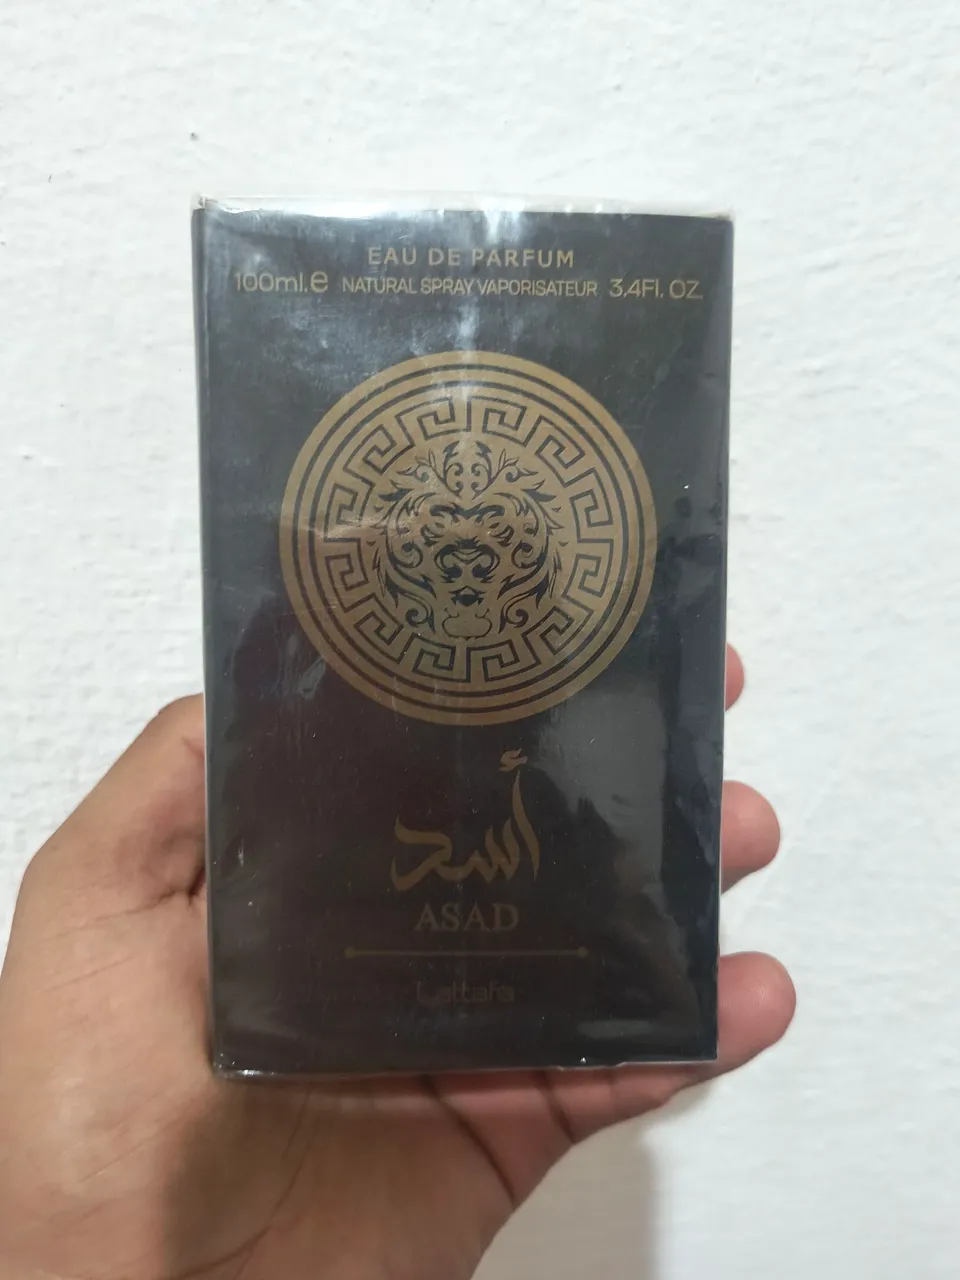 EAU DE PARFUM
100ml.e NATURAL SPRAY VAPORISATEUR 3.4Fl. OZ.
أسد
ASAD
Lattafa